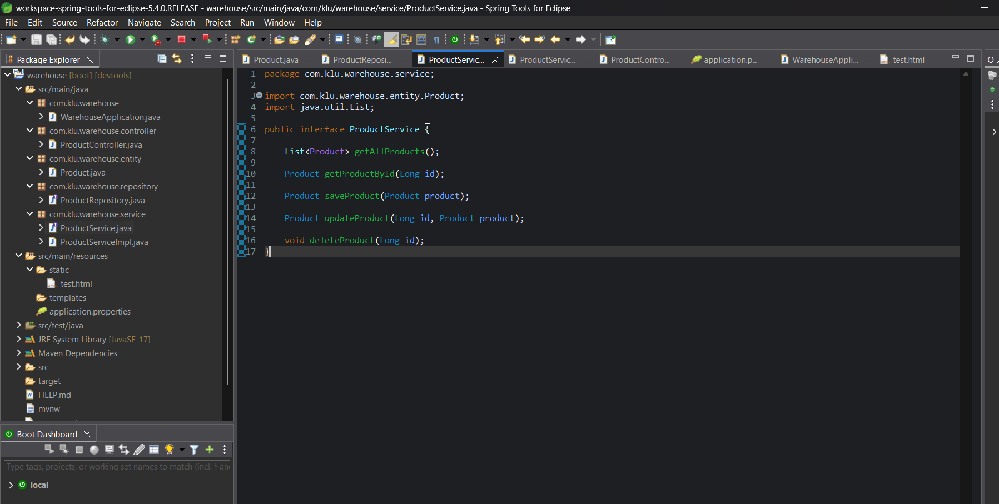 workspace-spring-tools-for-eclipse-5.4.0.RELEASE - warehouse/src/main/java/com/klu/warehouse/service/ProductService.java - Spring Tools for Eclipse
File Edit Source Refactor Navigate Search Project Run Window Help
Package Explorer
Product.java ProductReposi... ProductServic... ProductServic... ProductContro... application.p... WarehouseAppli... test.html
O
warehouse [boot] [devtools]
src/main/java
com.klu.warehouse
WarehouseApplication.java
com.klu.warehouse.controller
ProductController.java
com.klu.warehouse.entity
Product.java
com.klu.warehouse.repository
ProductRepository.java
com.klu.warehouse.service
ProductService.java
ProductServiceImpl.java
src/main/resources
static
test.html
templates
application.properties
src/test/java
JRE System Library [JavaSE-17]
Maven Dependencies
src
target
HELP.md
mvnw
1 package com.klu.warehouse.service;
2
3 import com.klu.warehouse.entity.Product;
4 import java.util.List;
5
6 public interface ProductService {
7
8 List<Product> getAllProducts();
9
10 Product getProductById(Long id);
11
12 Product saveProduct(Product product);
13
14 Product updateProduct(Long id, Product product);
15
16 void deleteProduct(Long id);
17 }
Boot Dashboard
Type tags, projects, or working set names to match (incl. * an
local